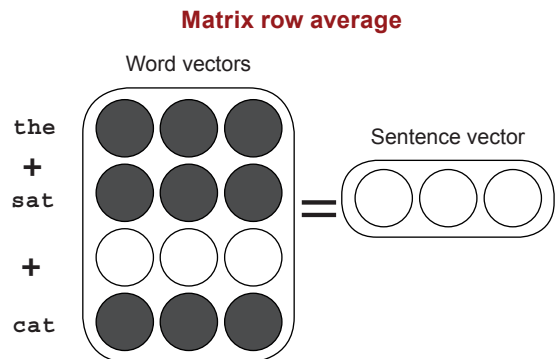 Matrix row average
Word vectors
the
+
sat
+
cat
=
Sentence vector